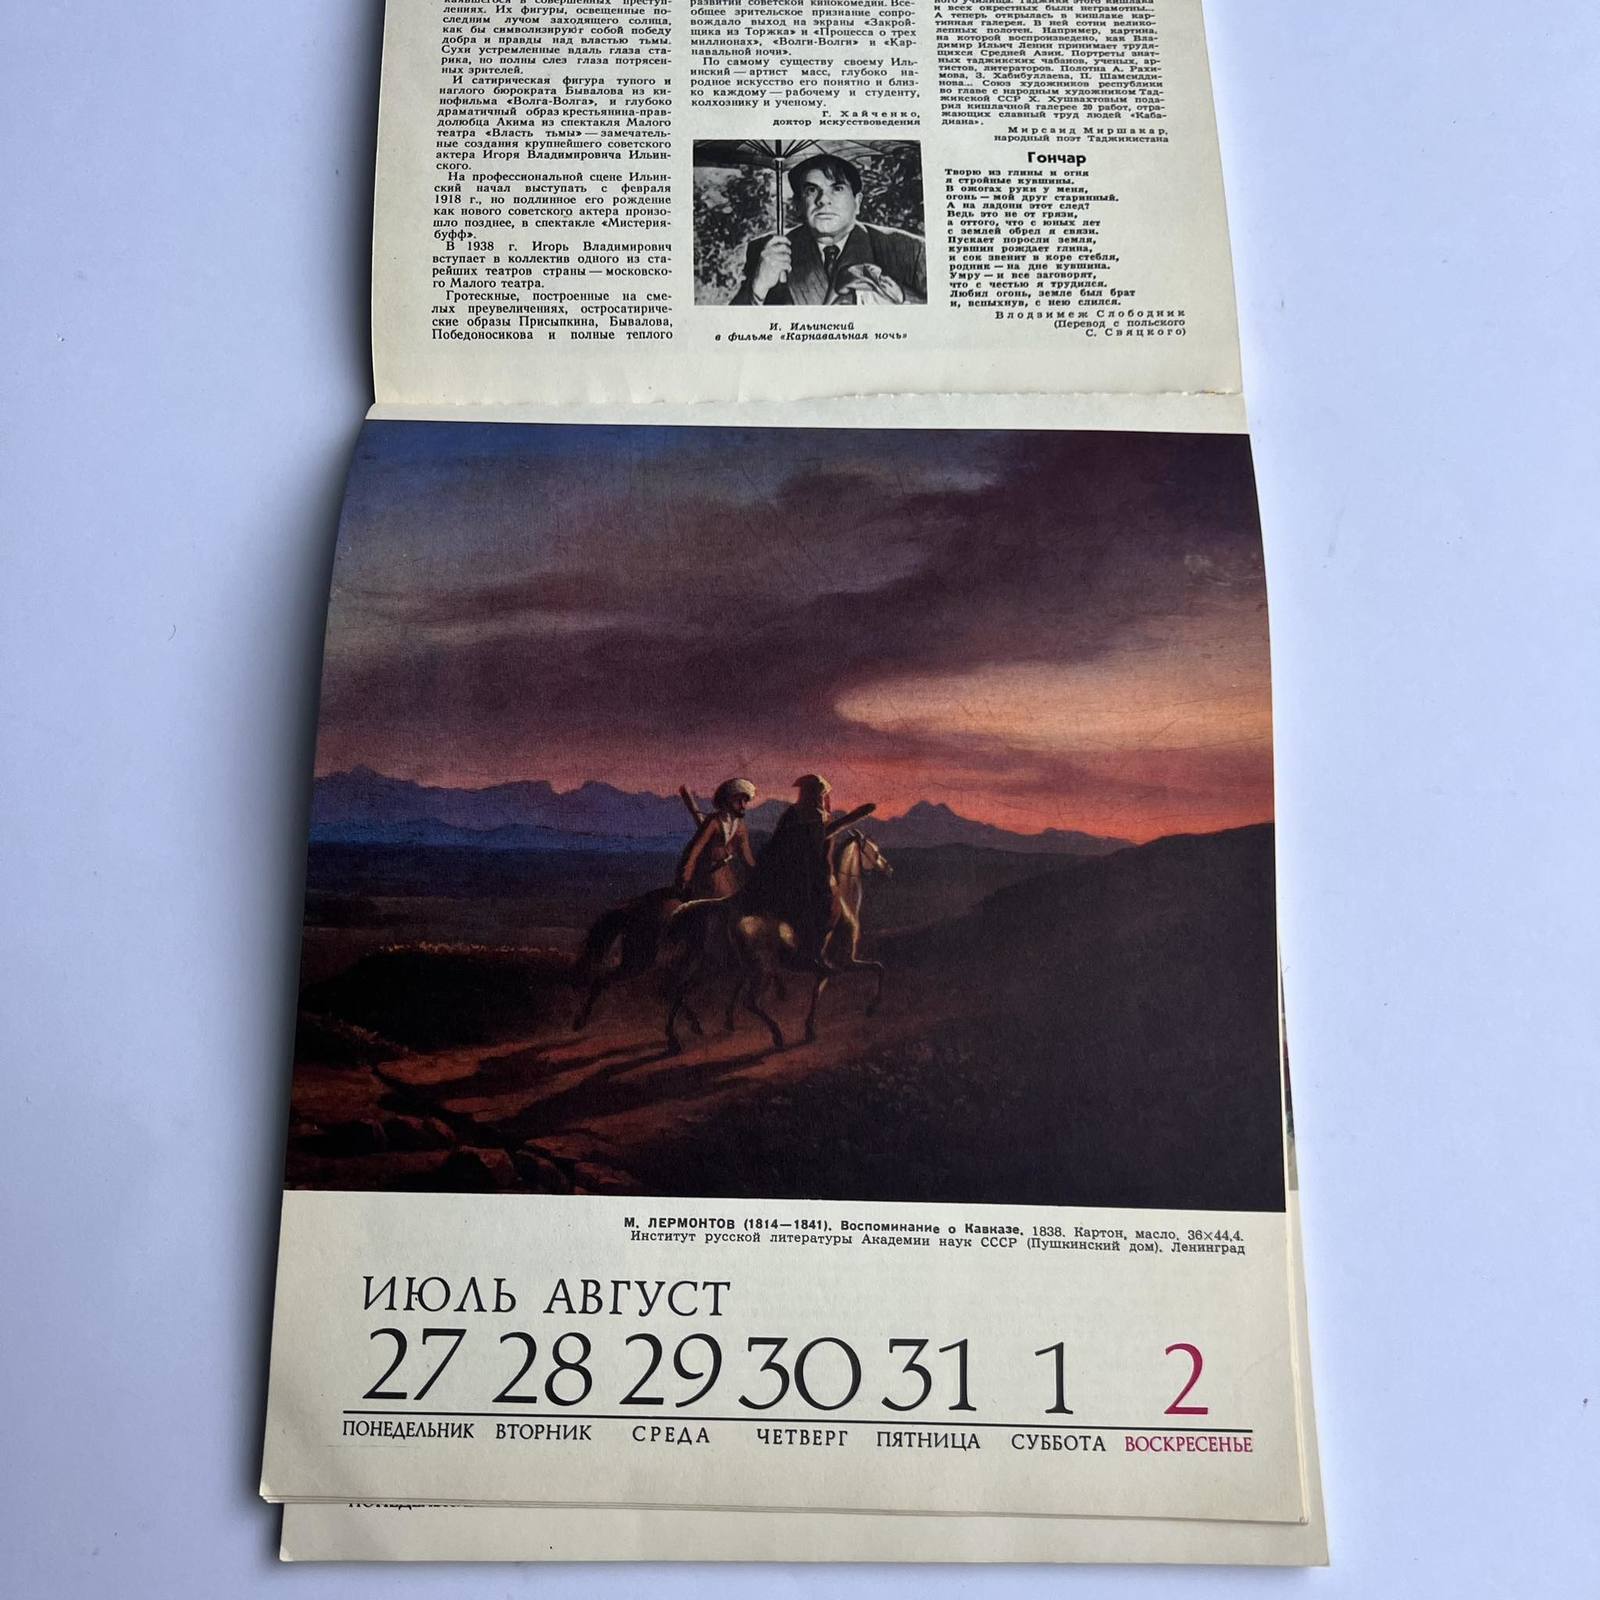 лениях. Их фигуры, освещенные по-
следним лучом заходящего солнца,
как бы символизируют собой победу
добра и правды над властью тьмы.
Сухи устремленные вдаль глаза ста-
рика, но полны слез глаза потрясен-
ных зрителей.
И сатирическая фигура тупого и
наглого бюрократа Бывалова из ки-
нофильма «Волга-Волга», и глубоко
драматичный образ крестьянина-прав-
долюбца Акима из спектакля Малого
театра «Власть тьмы» — замечатель-
ные создания крупнейшего советского
актера Игоря Владимировича Ильин-
ского.
На профессиональной сцене Ильин-
ский начал выступать с февраля
1918 г., но подлинное его рождение
как нового советского актера произо-
шло позднее, в спектакле «Мистерия-
буфф».
В 1938 г. Игорь Владимирович
вступает в коллектив одного из ста-
рейших театров страны — московско-
го Малого театра.
Гротескные, построенные на сме-
лых преувеличениях, остросатириче-
ские образы Присыпкина, Бывалова,
Победоносикова и полные теплого
развитии советской кинокомедии. Все-
общее зрительское признание сопро-
вождало выход на экраны «Закрой-
щика из Торжка» и «Процесса о трех
миллионах», «Волги-Волги» и «Кар-
навальной ночи».
По самому существу своему Иль-
инский — артист масс, глубоко на-
родное искусство его понятно и близ-
ко каждому — рабочему и студенту,
колхознику и ученому.
Г. Хайченко,
доктор искусствоведения
И. Ильинский
в фильме «Карнавальная ночь»
и всех окрестных были неграмотны...
А теперь открылась в кишлаке кар-
тинная галерея. В ней сотни велико-
лепных полотен. Например, картина,
на которой воспроизведено, как Вла-
димир Ильич Ленин принимает трудя-
щихся Средней Азии. Портреты знат-
ных таджикских чабанов, ученых, ар-
тистов, литераторов. Полотна А. Рахи-
мова, З. Хабибуллаева, П. Шамсидди-
нова... Союз художников республики
во главе с народным художником Тад-
жикской ССР Х. Хушвахтовым пода-
рил кишлачной галерее 20 работ, отра-
жающих славный труд людей «Каба-
диана».
Мирсаид Миршакар,
народный поэт Таджикистана
Гончар
Творю из глины и огня
я стройные кувшины.
В ожогах руки у меня,
огонь — мой друг старинный.
А на ладони этот след?
Ведь это не от грязи,
а оттого, что с юных лет
с землей обрел я связи.
Пускает поросли земля,
кувшин рождает глина,
и сок звенит в коре стебля,
родник — на дне кувшина.
Умру — и все заговорят,
что с честью я трудился.
Любил огонь, земле был брат
и, вспыхнув, с нею слился.
Влодзимеж Слободник
(Перевод с польского
С. Свяцкого)
М. ЛЕРМОНТОВ (1814—1841). Воспоминание о Кавказе. 1838. Картон, масло. 36×44,4.
Институт русской литературы Академии наук СССР (Пушкинский дом). Ленинград
ИЮЛЬ АВГУСТ
27 28 29 30 31 1 2
ПОНЕДЕЛЬНИК ВТОРНИК СРЕДА ЧЕТВЕРГ ПЯТНИЦА СУББОТА ВОСКРЕСЕНЬЕ